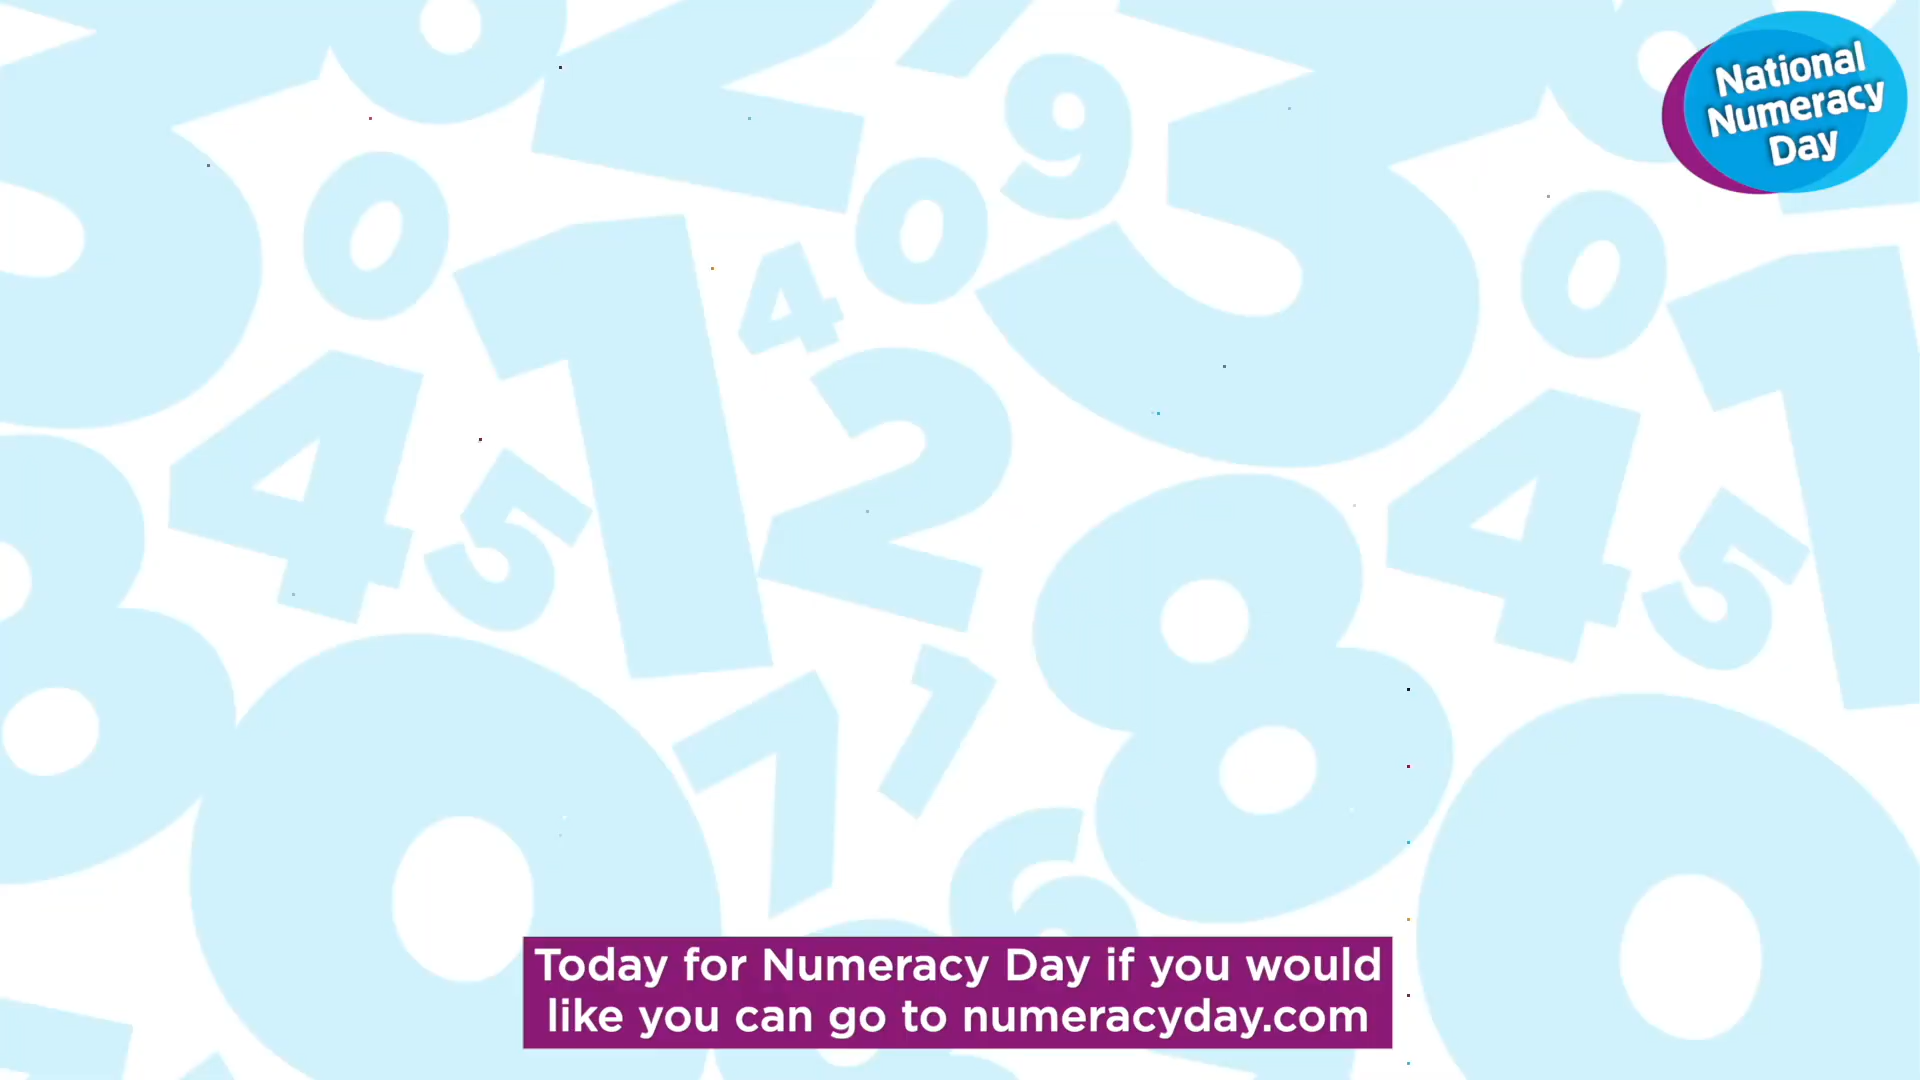 National
Numeracy
Day
Today for Numeracy Day if you would
like you can go to numeracyday.com